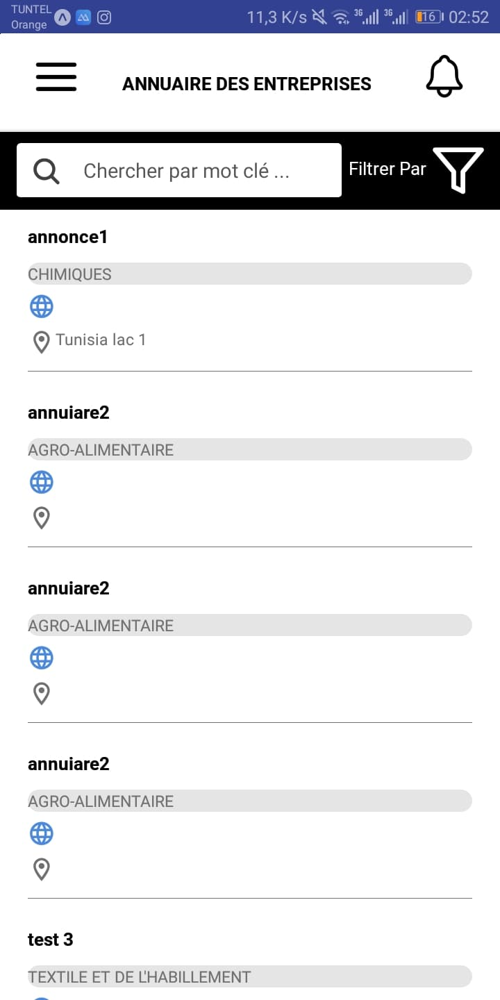 TUNTEL
Orange
11,3 K/s 3G 3G 16 02:52
ANNUAIRE DES ENTREPRISES
Chercher par mot clé ...
Filtrer Par
annonce1
CHIMIQUES
Tunisia lac 1
annuiare2
AGRO-ALIMENTAIRE
annuiare2
AGRO-ALIMENTAIRE
annuiare2
AGRO-ALIMENTAIRE
test 3
TEXTILE ET DE L'HABILLEMENT